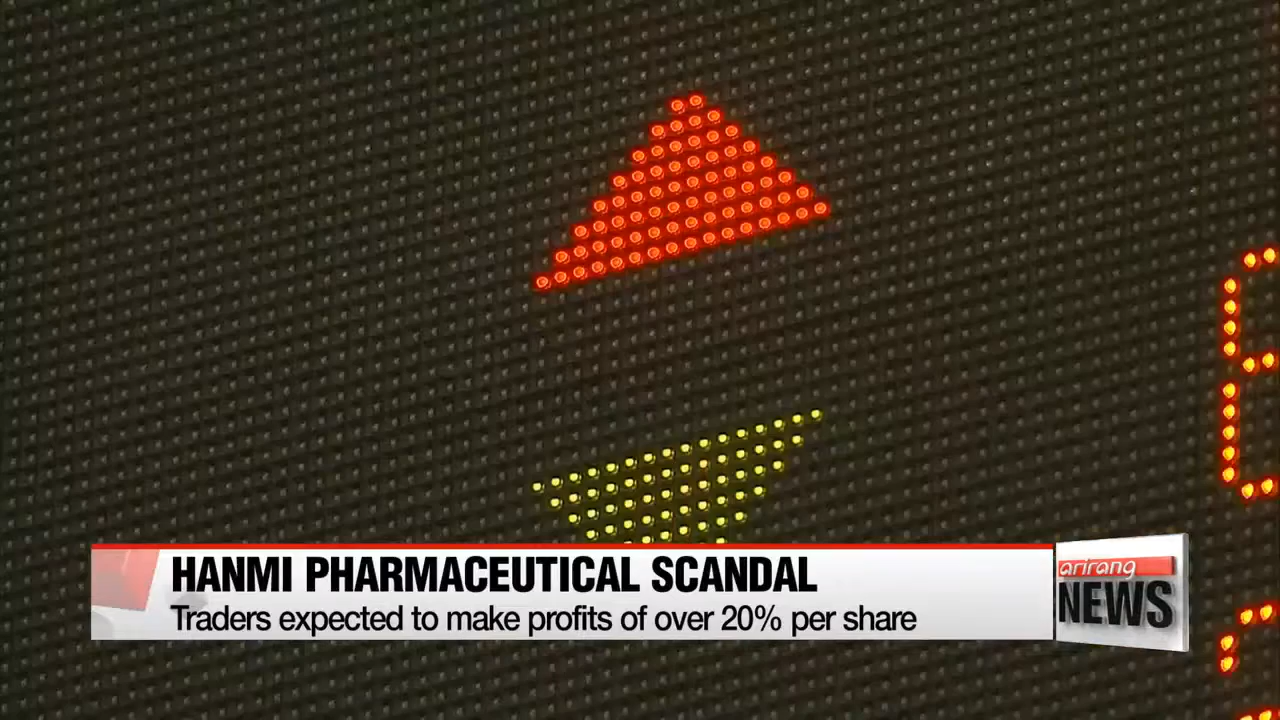 HANMI PHARMACEUTICAL SCANDAL
Traders expected to make profits of over 20% per share
arirang
NEWS